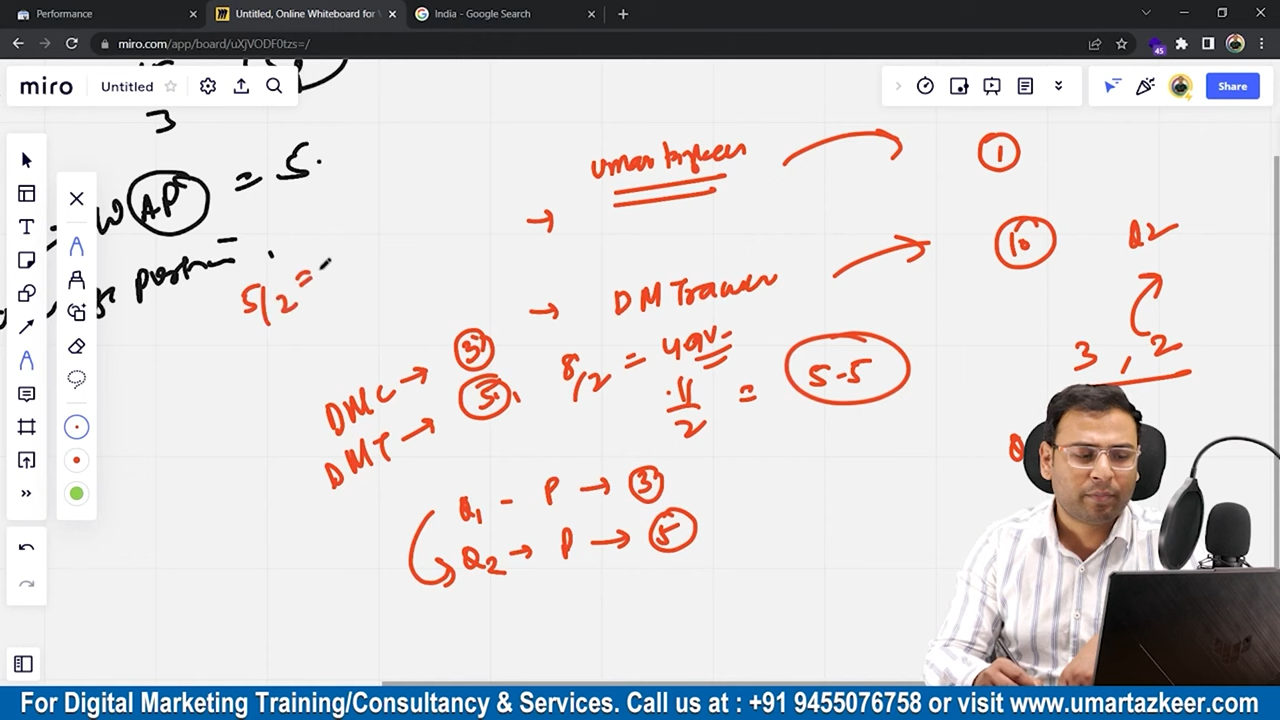 Performance
Untitled, Online Whiteboard for
India - Google Search
miro.com/app/board/uXjVODF0tzs=/
45
miro
Untitled
Share
3
WAP = 5.
5/2 =
umar tazkeer
1
DM Trainer
10
Q2
3, 2
DMC → 3
DMT → 5.
8/2 = 4 av-
11/2 = 5.5
Q1 - P → 3
Q2 → P → 5
For Digital Marketing Training/Consultancy & Services. Call us at : +91 9455076758 or visit www.umartazkeer.com